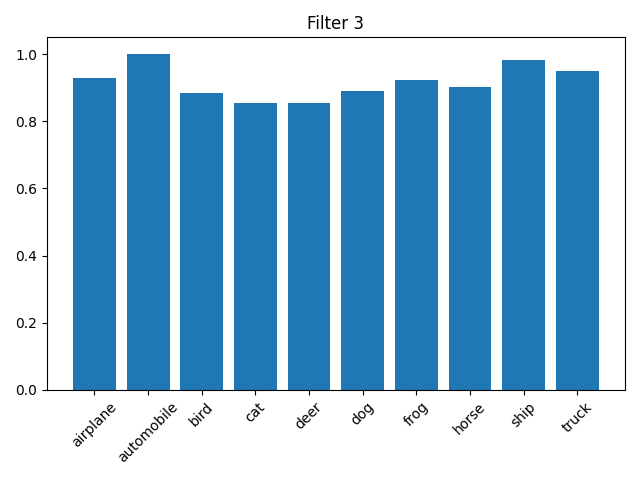 Filter 3
1.0
0.8
0.6
0.4
0.2
0.0
airplane
automobile
bird
cat
deer
dog
frog
horse
ship
truck